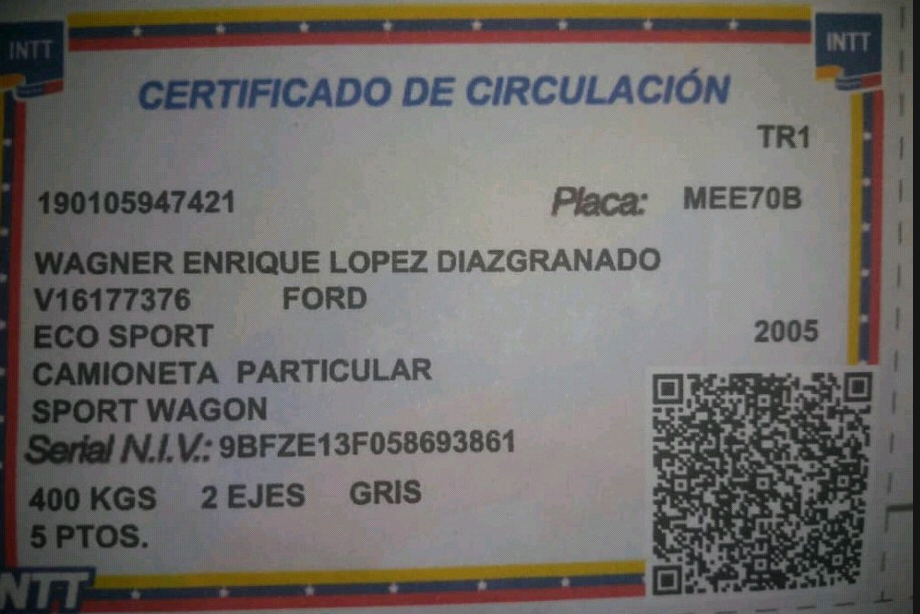 INTT INTT
CERTIFICADO DE CIRCULACIÓN
TR1
190105947421 Placa: MEE70B
WAGNER ENRIQUE LOPEZ DIAZGRANADO
V16177376 FORD
ECO SPORT 2005
CAMIONETA PARTICULAR
SPORT WAGON
Serial N.I.V.: 9BFZE13F058693861
400 KGS 2 EJES GRIS
5 PTOS.
INTT